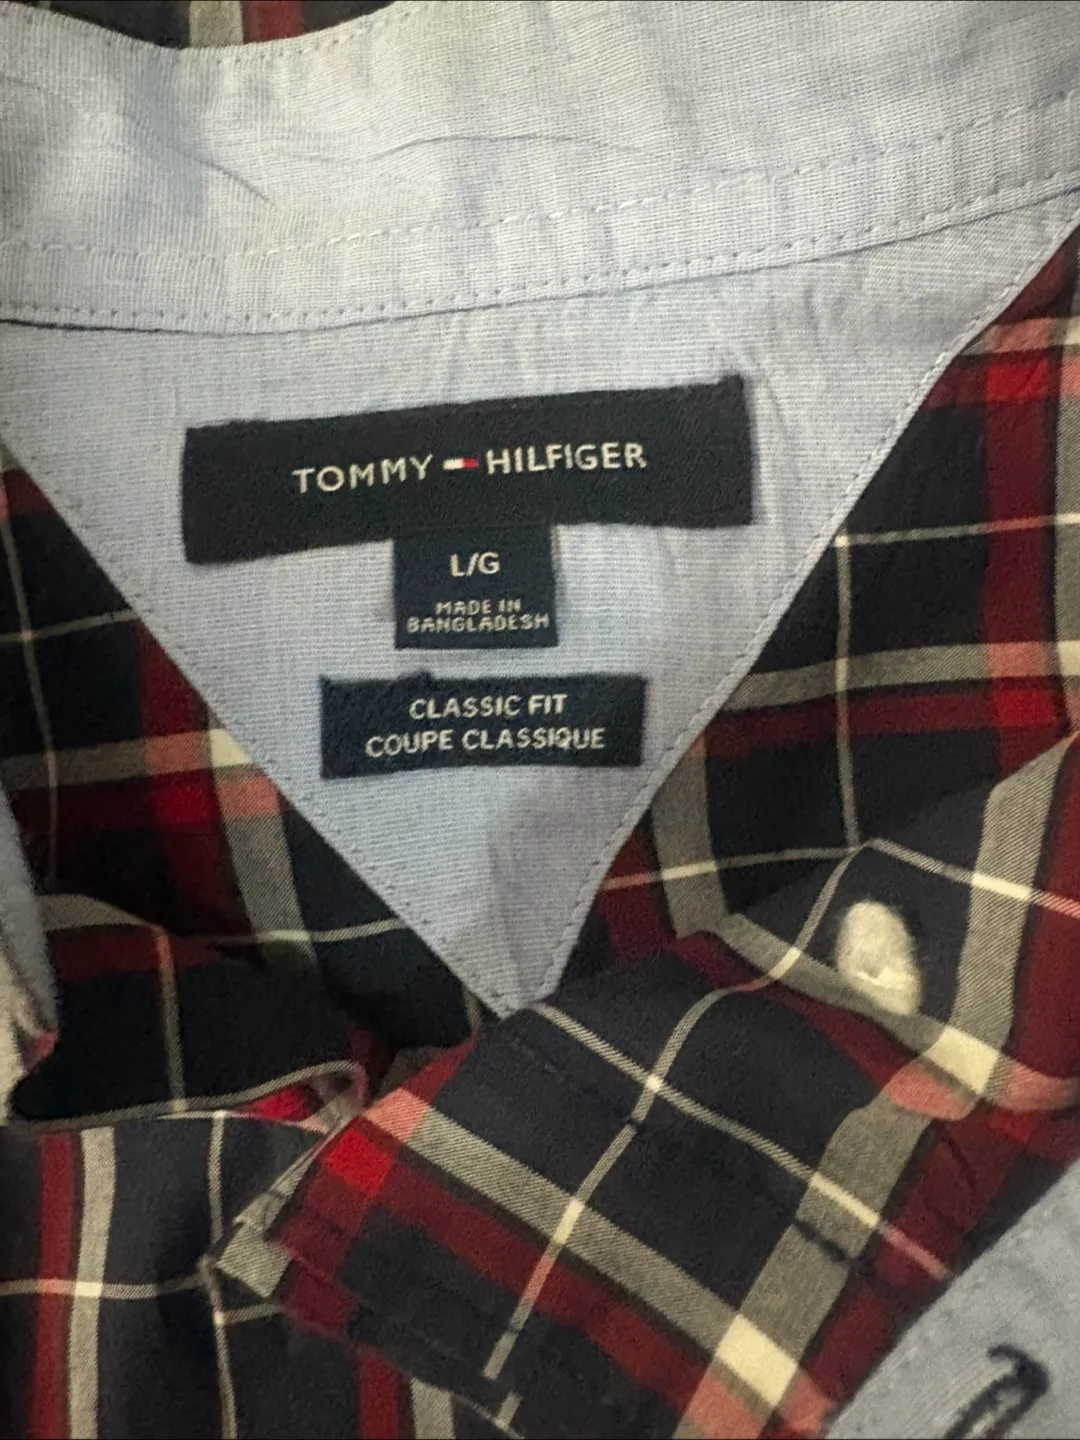 TOMMY HILFIGER
L/G
MADE IN
BANGLADESH
CLASSIC FIT
COUPE CLASSIQUE